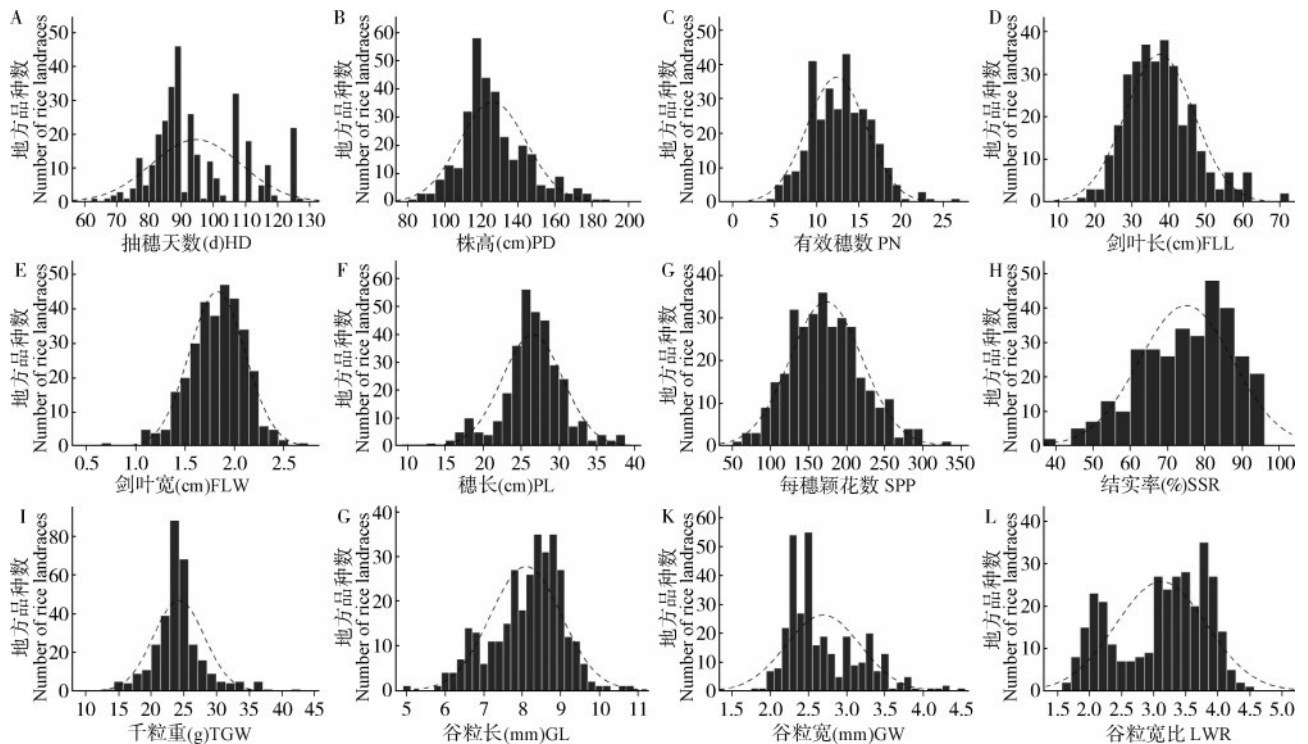 A
地方品种数
Number of rice landraces
50
40
30
20
10
0
60 70 80 90 100 110 120 130
抽穗天数(d)HD
B
地方品种数
Number of rice landraces
60
50
40
30
20
10
0
80 100 120 140 160 180 200
株高(cm)PD
C
地方品种数
Number of rice landraces
50
40
30
20
10
0
0 5 10 15 20 25
有效穗数 PN
D
地方品种数
Number of rice landraces
40
30
20
10
0
10 20 30 40 50 60 70
剑叶长(cm)FLL
E
地方品种数
Number of rice landraces
50
40
30
20
10
0
0.5 1.0 1.5 2.0 2.5
剑叶宽(cm)FLW
F
地方品种数
Number of rice landraces
60
50
40
30
20
10
0
10 15 20 25 30 35 40
穗长(cm)PL
G
地方品种数
Number of rice landraces
40
30
20
10
0
50 100 150 200 250 300 350
每穗颖花数 SPP
H
地方品种数
Number of rice landraces
50
40
30
20
10
0
40 50 60 70 80 90 100
结实率(%)SSR
I
地方品种数
Number of rice landraces
80
60
40
20
0
10 15 20 25 30 35 40 45
千粒重(g)TGW
G
地方品种数
Number of rice landraces
40
30
20
10
0
5 6 7 8 9 10 11
谷粒长(mm)GL
K
地方品种数
Number of rice landraces
60
50
40
30
20
10
0
1.5 2.0 2.5 3.0 3.5 4.0 4.5
谷粒宽(mm)GW
L
地方品种数
Number of rice landraces
40
30
20
10
0
1.5 2.0 2.5 3.0 3.5 4.0 4.5 5.0
谷粒宽比 LWR